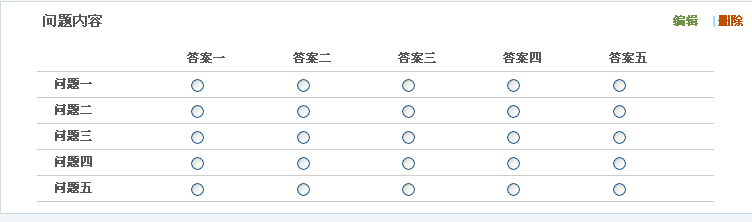 问题内容 编辑 | 删除
答案一 答案二 答案三 答案四 答案五
问题一
问题二
问题三
问题四
问题五